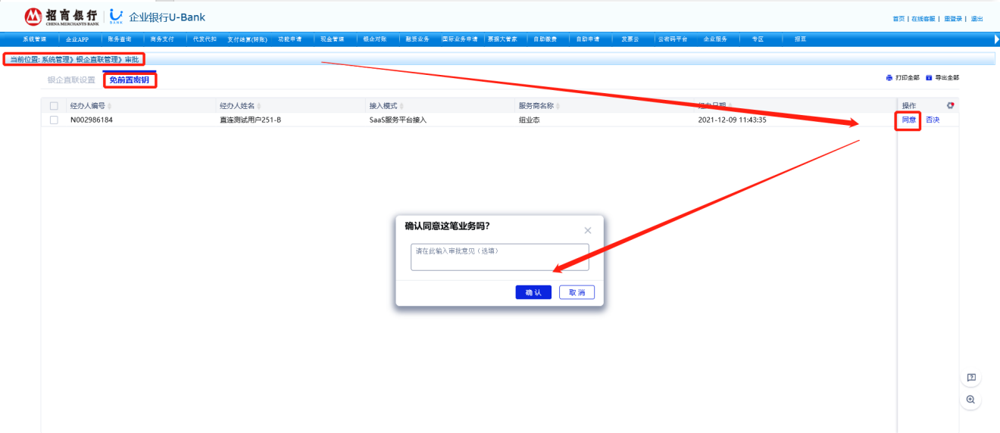 招商银行 企业银行U-Bank
CHINA MERCHANTS BANK
BANK
首页 | 在线客服 | 重登录 | 退出
系统管理 企业APP 账务查询 商务支付 代发代扣 支付结算(转账) 功能申请 现金管理 银企对账 融资业务 国际业务申请 票据大管家 自助缴费 自助申请 发票云 云密码平台 企业服务 专区 招豆
当前位置: 系统管理》银企直联管理》审批
银企直联设置 免前置密钥 打印全部 导出全部
经办人编号 经办人姓名 接入模式 服务商名称 经办日期 操作
N002986184 直连测试用户251-B SaaS服务平台接入 纽业态 2021-12-09 11:43:35 同意 否决
确认同意这笔业务吗?
请在此输入审批意见（选填）
确认 取消